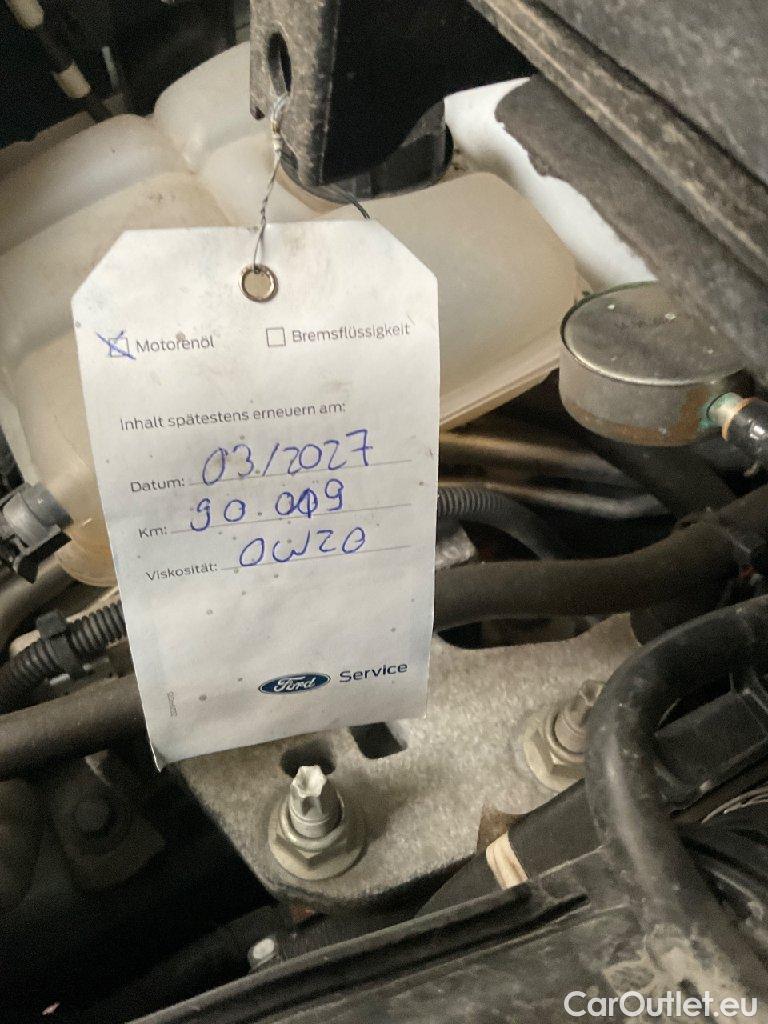 Motorenöl
Bremsflüssigkeit
Inhalt spätestens erneuern am:
Datum: 03/2027
Km: 90.009
Viskosität: 0W20
Ford Service
CarOutlet.eu